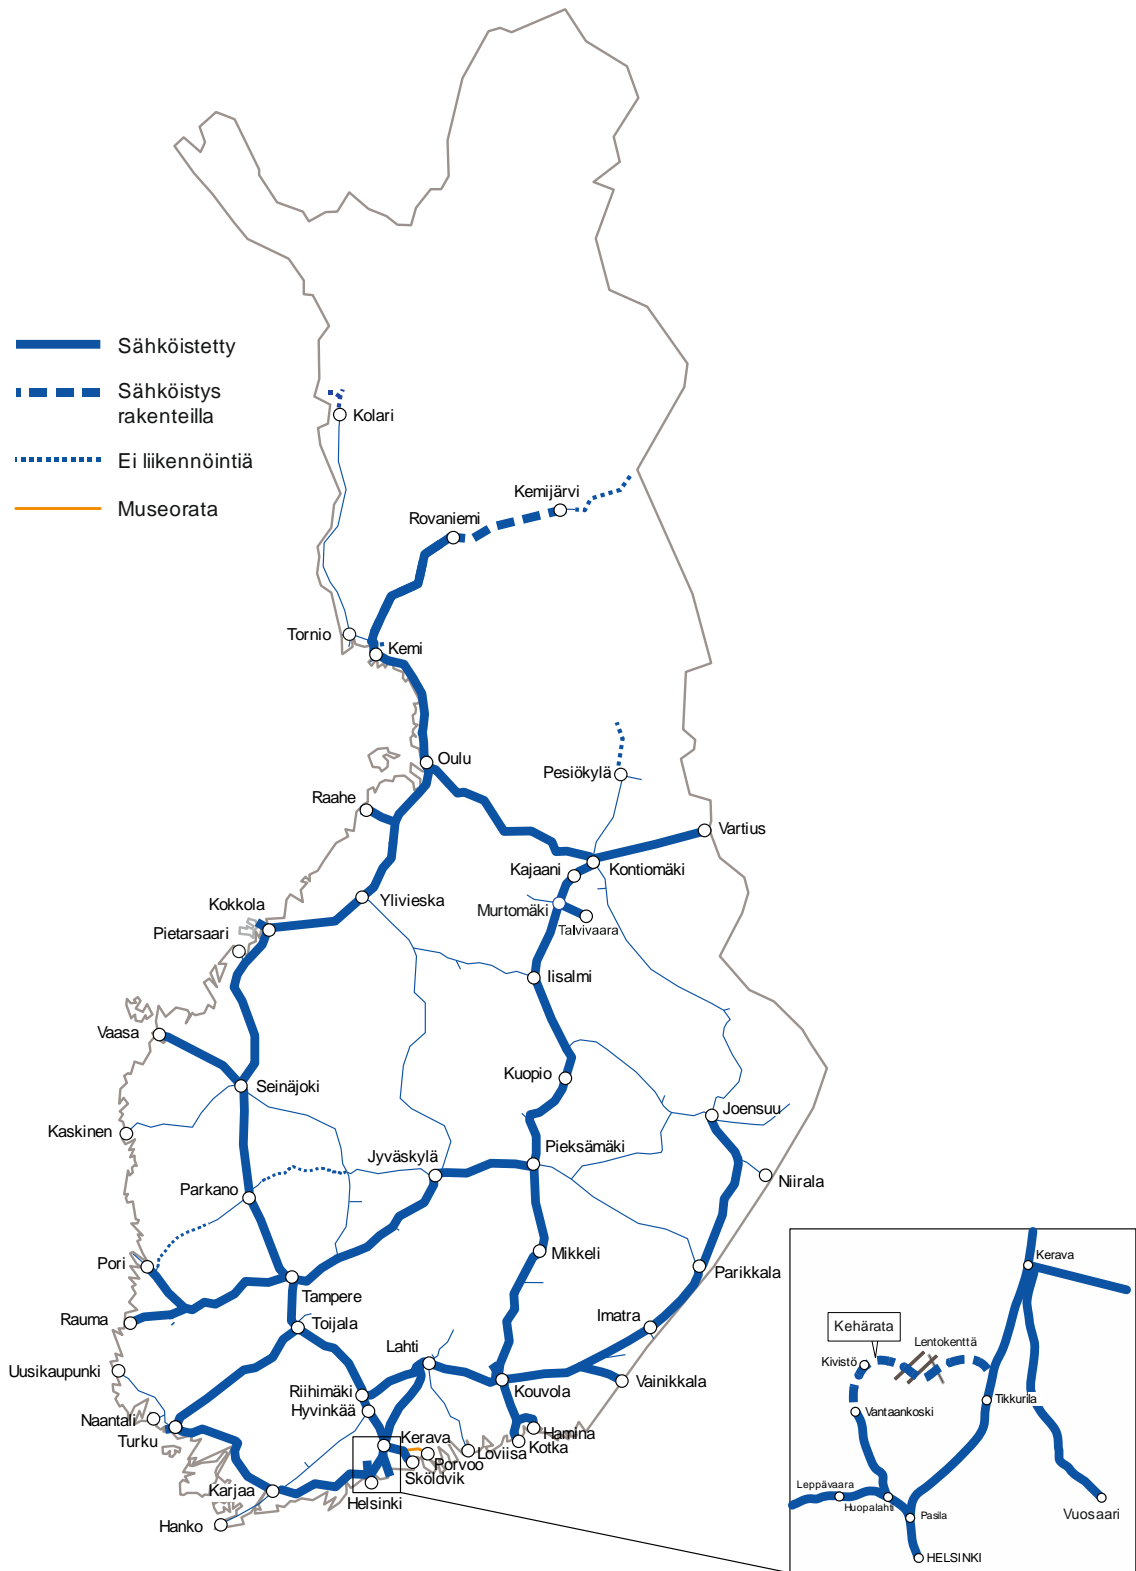 Sähköistetty
Sähköistys
rakenteilla
Ei liikennöintiä
Museorata
Kolari
Kemijärvi
Rovaniemi
Tornio
Kemi
Oulu
Pesiökylä
Raahe
Vartius
Kajaani
Kontiomäki
Ylivieska
Kokkola
Murtomäki
Talvivaara
Pietarsaari
Iisalmi
Vaasa
Kuopio
Seinäjoki
Joensuu
Kaskinen
Pieksämäki
Jyväskylä
Niirala
Parkano
Mikkeli
Pori
Parikkala
Tampere
Rauma
Imatra
Toijala
Lahti
Uusikaupunki
Vainikkala
Riihimäki
Kouvola
Hyvinkää
Naantali
Turku
Kerava
Hamina
Kotka
Loviisa
Porvoo
Sköldvik
Karjaa
Helsinki
Hanko
Kerava
Kehärata
Lentokenttä
Kivistö
Tikkurila
Vantaankoski
Leppävaara
Huopalahti
Pasila
Vuosaari
HELSINKI